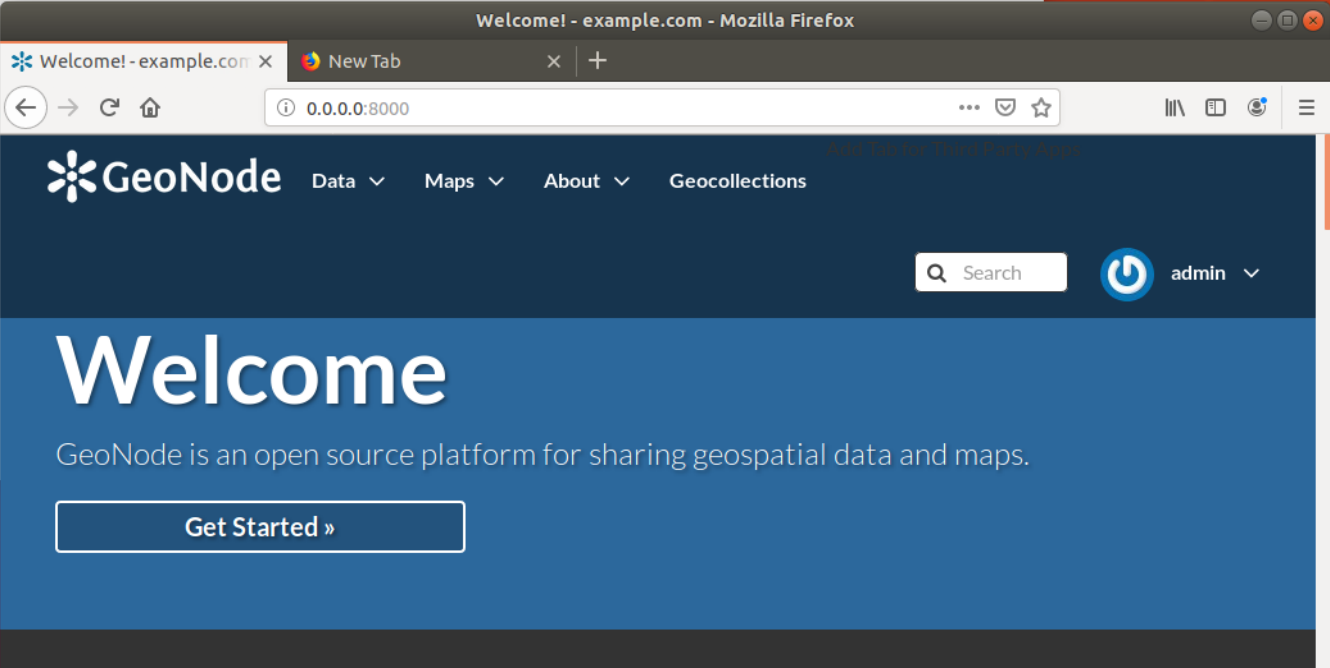 Welcome! - example.com - Mozilla Firefox
Welcome! - example.com
New Tab
0.0.0.0:8000
Add Tab for Third Party Apps
GeoNode
Data
Maps
About
Geocollections
Search
admin
Welcome
GeoNode is an open source platform for sharing geospatial data and maps.
Get Started »